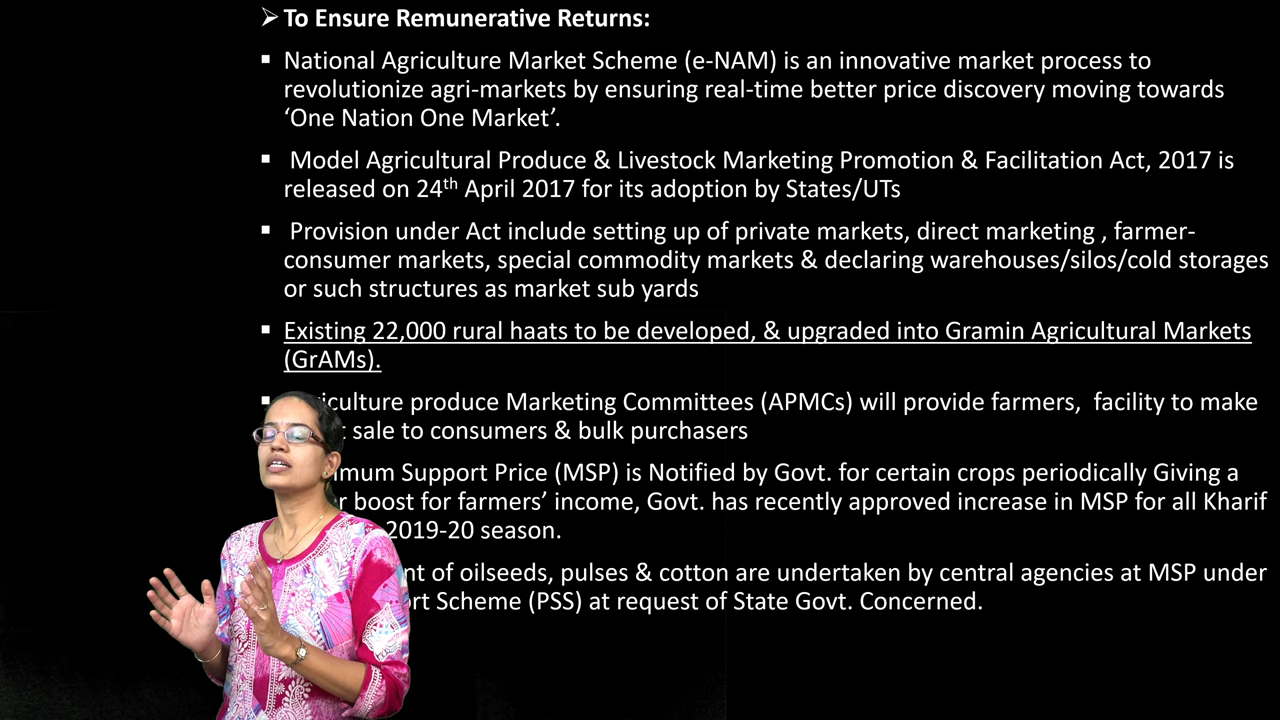 To Ensure Remunerative Returns:
National Agriculture Market Scheme (e-NAM) is an innovative market process to
revolutionize agri-markets by ensuring real-time better price discovery moving towards
‘One Nation One Market’.
Model Agricultural Produce & Livestock Marketing Promotion & Facilitation Act, 2017 is
released on 24th April 2017 for its adoption by States/UTs
Provision under Act include setting up of private markets, direct marketing , farmer-
consumer markets, special commodity markets & declaring warehouses/silos/cold storages
or such structures as market sub yards
Existing 22,000 rural haats to be developed, & upgraded into Gramin Agricultural Markets
(GrAMs).
produce Marketing Committees (APMCs) will provide farmers, facility to make
sale to consumers & bulk purchasers
Support Price (MSP) is Notified by Govt. for certain crops periodically Giving a
boost for farmers’ income, Govt. has recently approved increase in MSP for all Kharif
2019-20 season.
of oilseeds, pulses & cotton are undertaken by central agencies at MSP under
Scheme (PSS) at request of State Govt. Concerned.